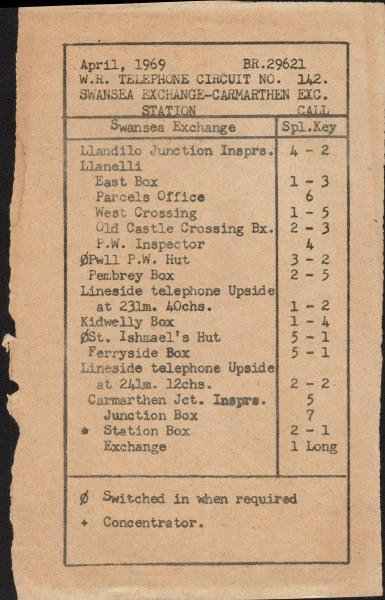 April, 1969 BR.29621
W.R. TELEPHONE CIRCUIT NO. 142.
SWANSEA EXCHANGE-CARMARTHEN EXC.
STATION CALL
Swansea Exchange Spl.Key
Llandilo Junction Insprs. 4 - 2
Llanelli
East Box 1 - 3
Parcels Office 6
West Crossing 1 - 5
Old Castle Crossing Bx. 2 - 3
P.W. Inspector 4
ØPwll P.W. Hut 3 - 2
Pembrey Box 2 - 5
Lineside telephone Upside
at 231m. 40chs. 1 - 2
Kidwelly Box 1 - 4
ØSt. Ishmael's Hut 5 - 1
Ferryside Box 5 - 1
Lineside telephone Upside
at 241m. 12chs. 2 - 2
Carmarthen Jct. Insprs. 5
Junction Box 7
* Station Box 2 - 1
Exchange 1 Long
Ø Switched in when required
+ Concentrator.